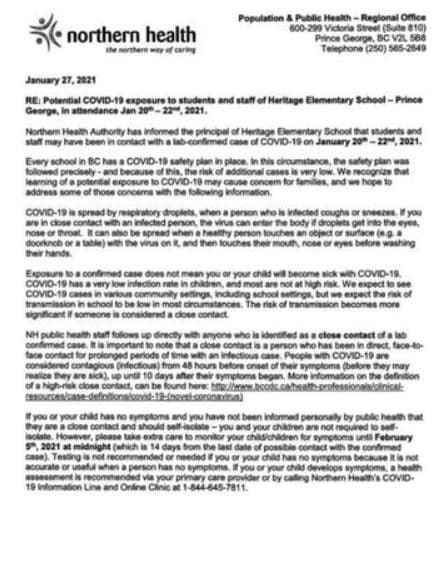 northern health
the northern way of caring
Population & Public Health – Regional Office
600-299 Victoria Street (Suite 810)
Prince George, BC V2L 5B8
Telephone (250) 565-2649
January 27, 2021
RE: Potential COVID-19 exposure to students and staff of Heritage Elementary School – Prince
George, in attendance Jan 20th – 22nd, 2021.
Northern Health Authority has informed the principal of Heritage Elementary School that students and
staff may have been in contact with a lab-confirmed case of COVID-19 on January 20th – 22nd, 2021.
Every school in BC has a COVID-19 safety plan in place. In this circumstance, the safety plan was
followed precisely - and because of this, the risk of additional cases is very low. We recognize that
learning of a potential exposure to COVID-19 may cause concern for families, and we hope to
address some of those concerns with the following information.
COVID-19 is spread by respiratory droplets, when a person who is infected coughs or sneezes. If you
are in close contact with an infected person, the virus can enter the body if droplets get into the eyes,
nose or throat. It can also be spread when a healthy person touches an object or surface (e.g. a
doorknob or a table) with the virus on it, and then touches their mouth, nose or eyes before washing
their hands.
Exposure to a confirmed case does not mean you or your child will become sick with COVID-19.
COVID-19 has a very low infection rate in children, and most are not at high risk. We expect to see
COVID-19 cases in various community settings, including school settings, but we expect the risk of
transmission in school to be low in most circumstances. The risk of transmission becomes more
significant if someone is considered a close contact.
NH public health staff follows up directly with anyone who is identified as a close contact of a lab
confirmed case. It is important to note that a close contact is a person who has been in direct, face-to-
face contact for prolonged periods of time with an infectious case. People with COVID-19 are
considered contagious (infectious) from 48 hours before onset of their symptoms (before they may
realize they are sick), up until 10 days after their symptoms began. More information on the definition
of a high-risk close contact, can be found here: http://www.bccdc.ca/health-professionals/clinical-
resources/case-definitions/covid-19-(novel-coronavirus)
If you or your child has no symptoms and you have not been informed personally by public health that
they are a close contact and should self-isolate – you and your children are not required to self-
isolate. However, please take extra care to monitor your child/children for symptoms until February
5th, 2021 at midnight (which is 14 days from the last date of possible contact with the confirmed
case). Testing is not recommended or needed if you or your child has no symptoms because it is not
accurate or useful when a person has no symptoms. If you or your child develops symptoms, a health
assessment is recommended via your primary care provider or by calling Northern Health's COVID-
19 Information Line and Online Clinic at 1-844-645-7811.